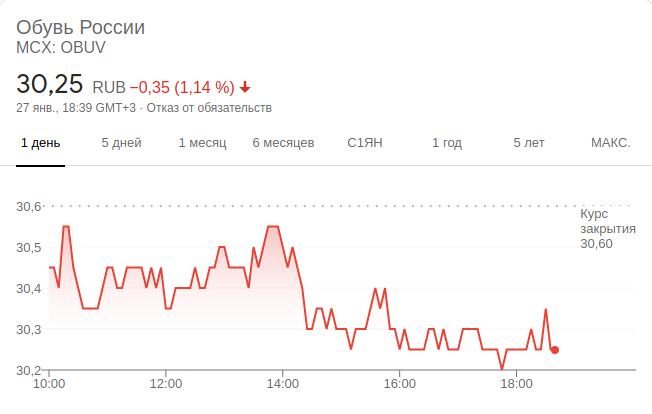 Обувь России
MCX: OBUV
30,25 RUB −0,35 (1,14 %)
27 янв., 18:39 GMT+3 · Отказ от обязательств
1 день 5 дней 1 месяц 6 месяцев С1ЯН 1 год 5 лет МАКС.
30,6
Курс
закрытия
30,60
30,5
30,4
30,3
30,2
10:00 12:00 14:00 16:00 18:00